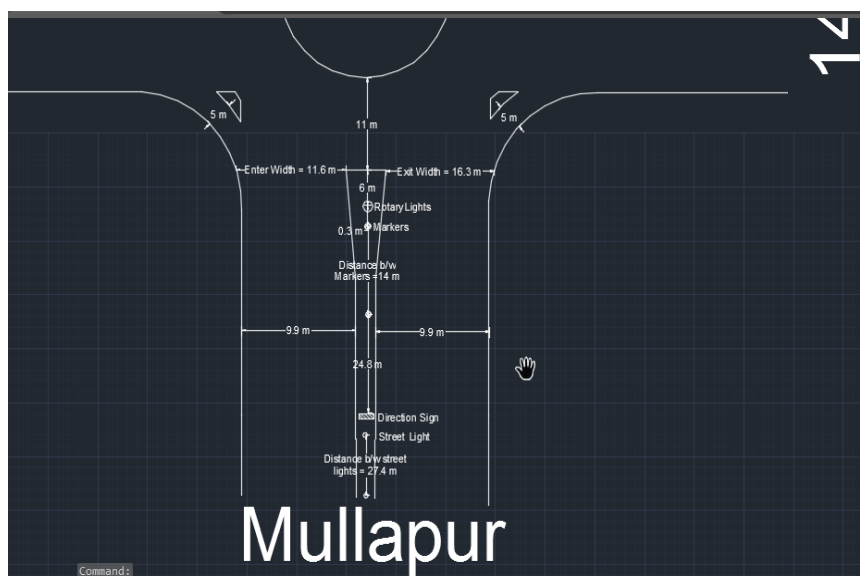 14
5 m
5 m
11 m
Enter Width = 11.6 m
Exit Width = 16.3 m
6 m
Rotary Lights
0.3 m
Markers
Distance b/w
Markers =14 m
9.9 m
9.9 m
24.8 m
Direction Sign
Street Light
Distance b/w street
lights = 27.4 m
Mullapur
Command: